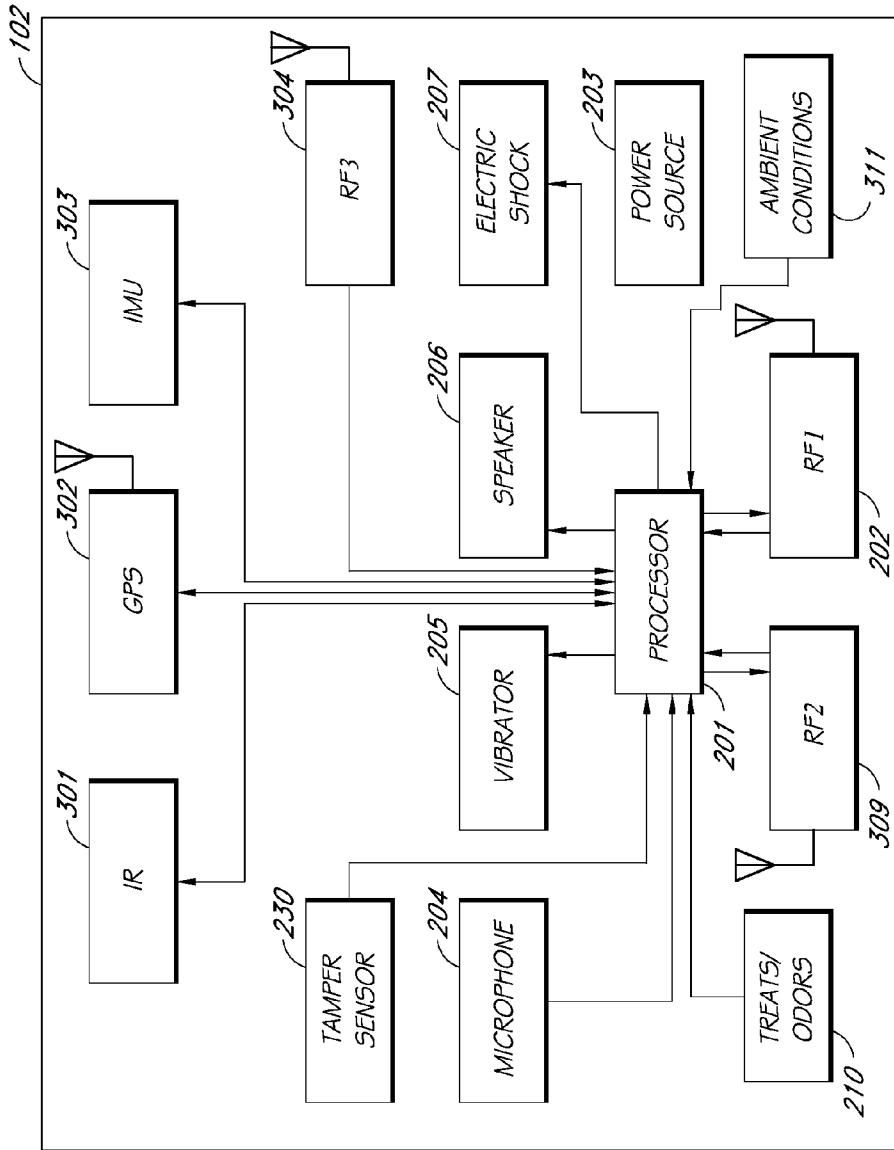 102
301
IR
302
GPS
303
IMU
230
TAMPER
SENSOR
304
RF3
204
MICROPHONE
205
VIBRATOR
206
SPEAKER
207
ELECTRIC
SHOCK
PROCESSOR
201
203
POWER
SOURCE
TREATS/
ODORS
210
RF2
309
RF1
202
AMBIENT
CONDITIONS
311